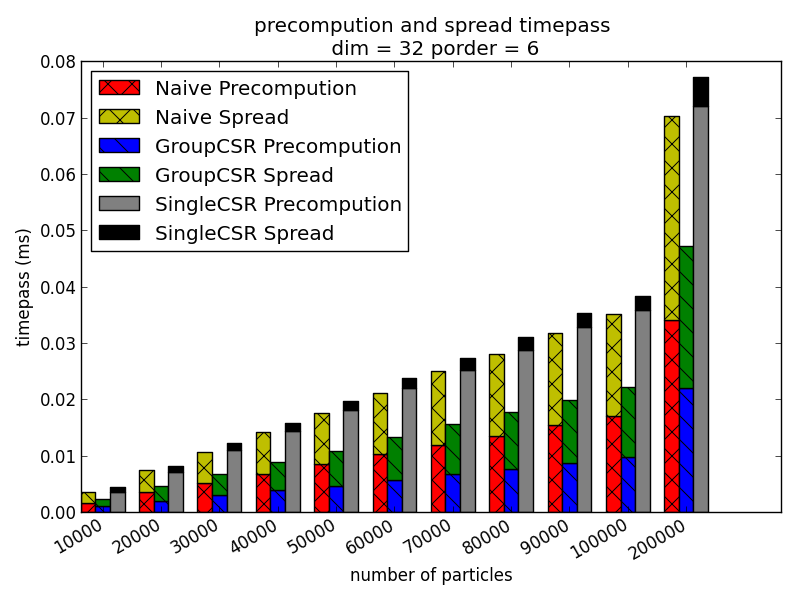 precompution and spread timepass
dim = 32 porder = 6
0.08
0.07
0.06
0.05
0.04
0.03
0.02
0.01
0.00
timepass (ms)
Naive Precompution
Naive Spread
GroupCSR Precompution
GroupCSR Spread
SingleCSR Precompution
SingleCSR Spread
10000
20000
30000
40000
50000
60000
70000
80000
90000
100000
200000
number of particles